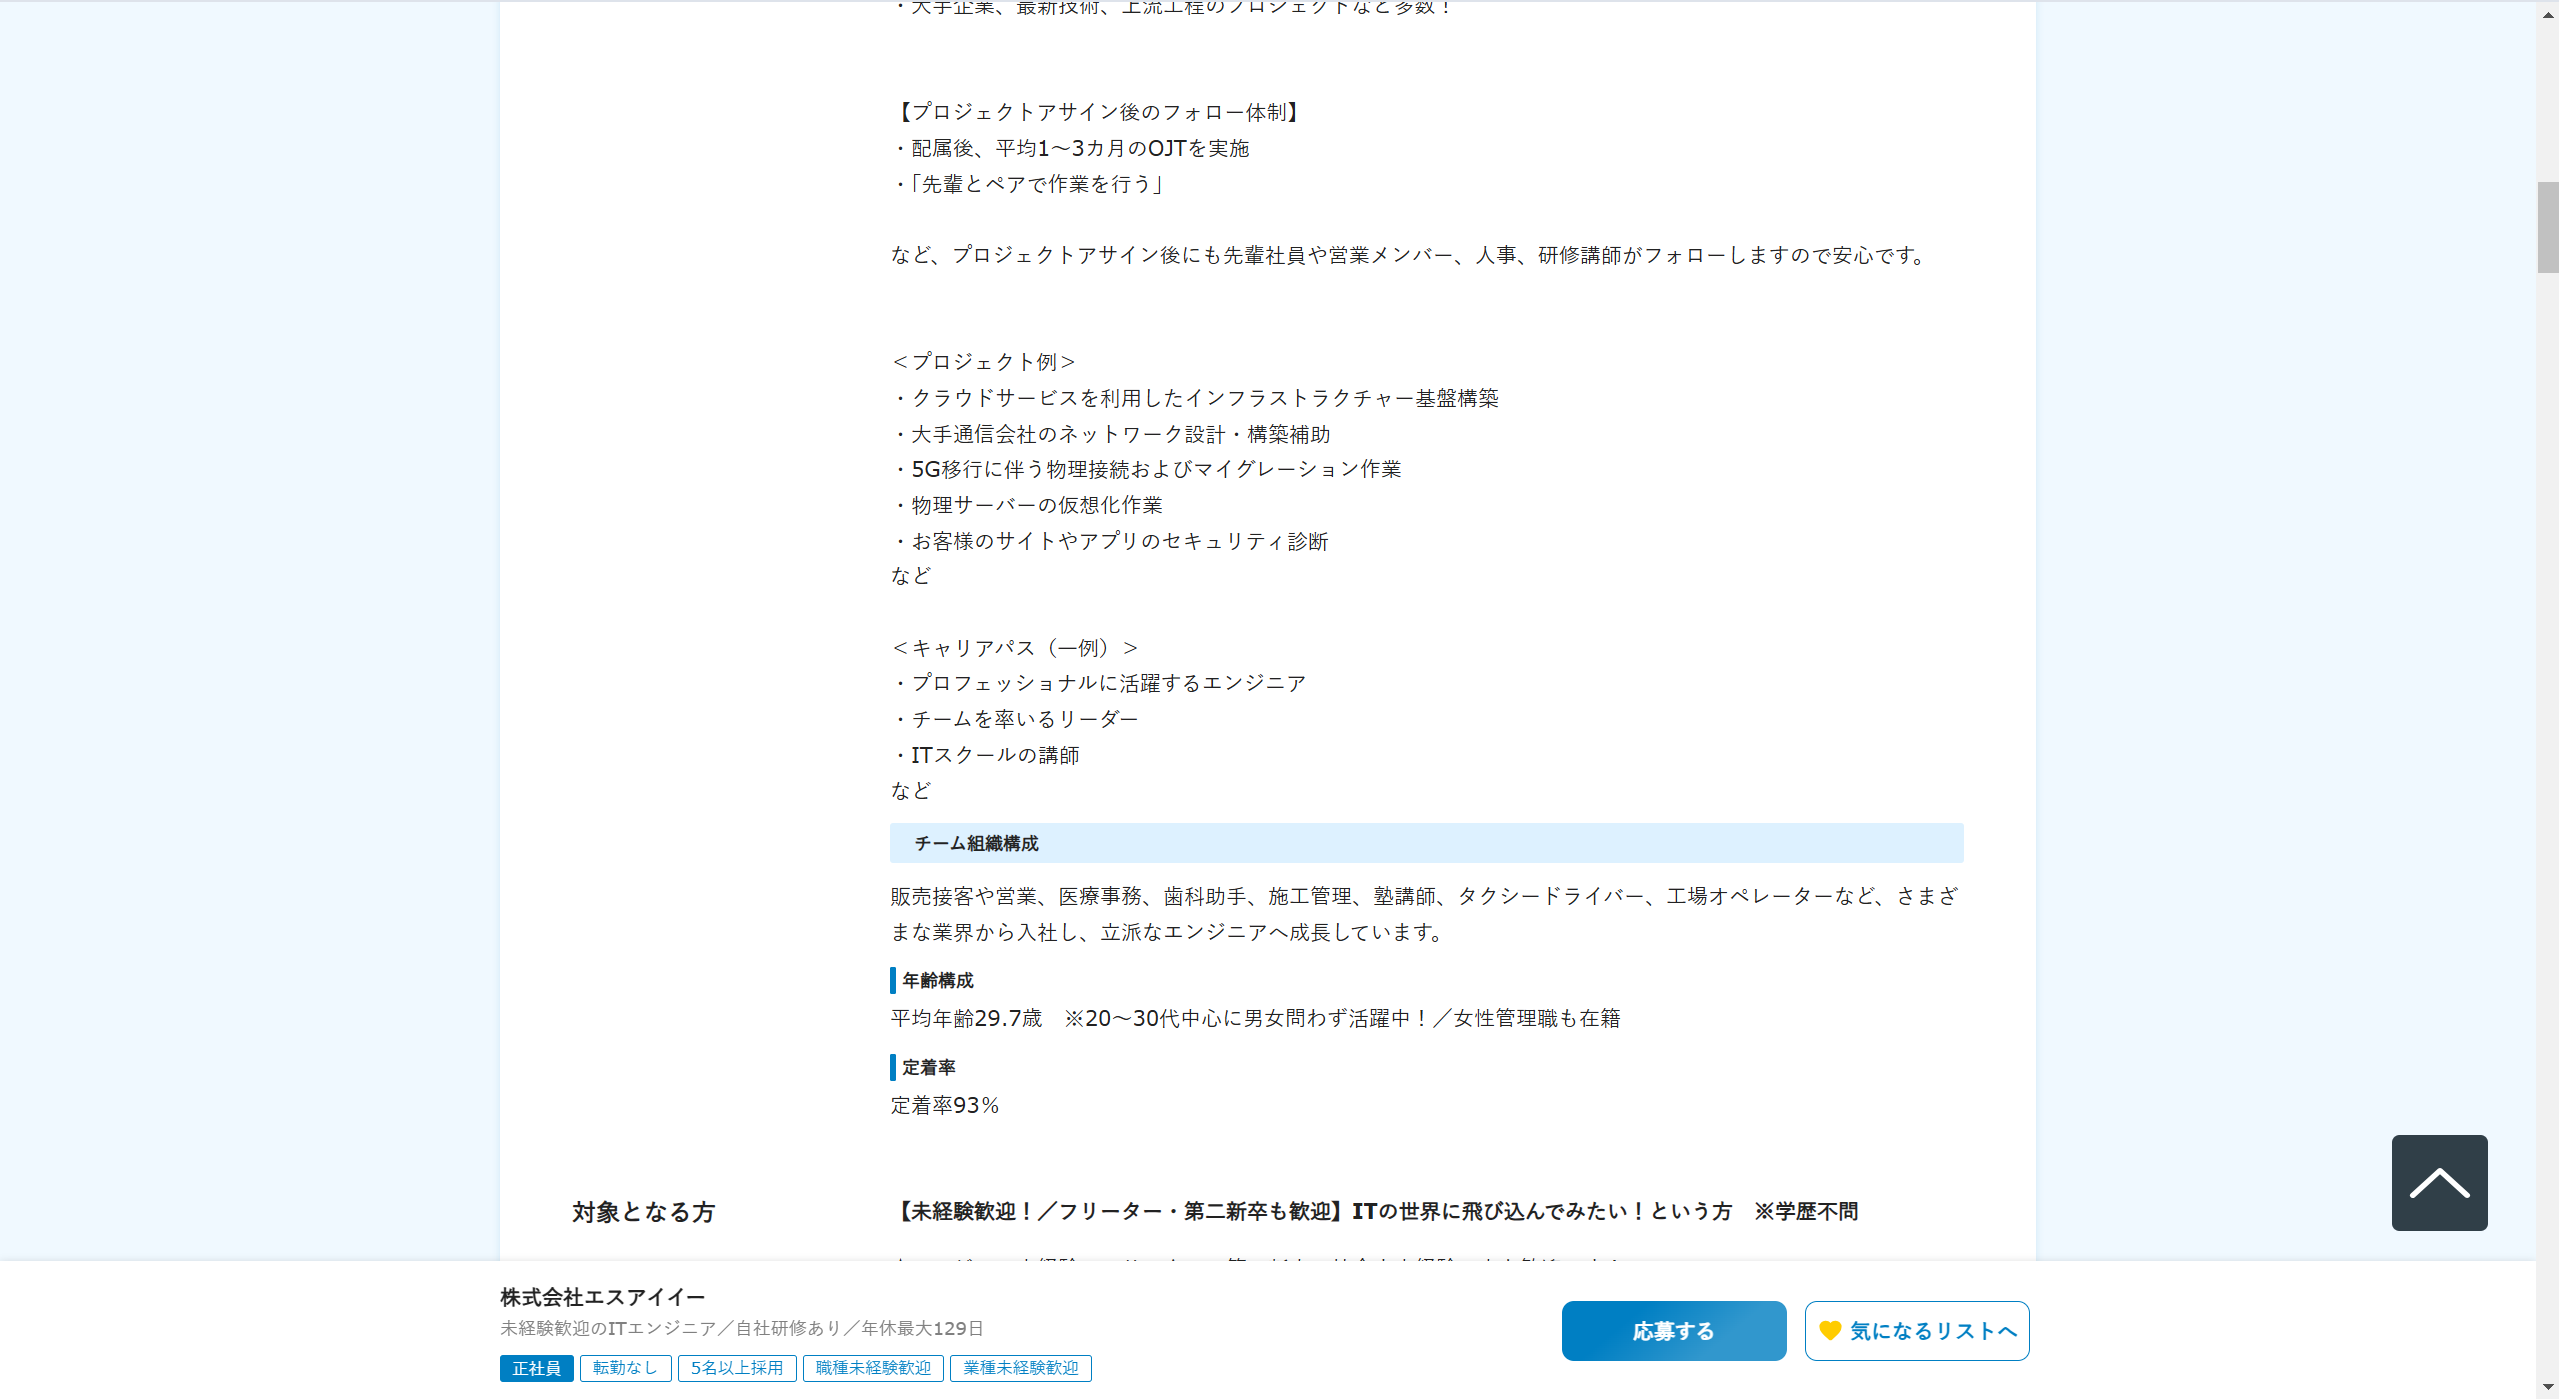 ・大手企業、最新技術、上流工程のプロジェクトなど多数！
【プロジェクトアサイン後のフォロー体制】
・配属後、平均1～3カ月のOJTを実施
・「先輩とペアで作業を行う」
など、プロジェクトアサイン後にも先輩社員や営業メンバー、人事、研修講師がフォローしますので安心です。
＜プロジェクト例＞
・クラウドサービスを利用したインフラストラクチャー基盤構築
・大手通信会社のネットワーク設計・構築補助
・5G移行に伴う物理接続およびマイグレーション作業
・物理サーバーの仮想化作業
・お客様のサイトやアプリのセキュリティ診断
など
＜キャリアパス（一例）＞
・プロフェッショナルに活躍するエンジニア
・チームを率いるリーダー
・ITスクールの講師
など
チーム組織構成
販売接客や営業、医療事務、歯科助手、施工管理、塾講師、タクシードライバー、工場オペレーターなど、さまざ
まな業界から入社し、立派なエンジニアへ成長しています。
年齢構成
平均年齢29.7歳　※20～30代中心に男女問わず活躍中！／女性管理職も在籍
定着率
定着率93％
対象となる方
【未経験歓迎！／フリーター・第二新卒も歓迎】ITの世界に飛び込んでみたい！という方　※学歴不問
株式会社エスアイイー
未経験歓迎のITエンジニア／自社研修あり／年休最大129日
正社員 転勤なし 5名以上採用 職種未経験歓迎 業種未経験歓迎
応募する
気になるリストへ